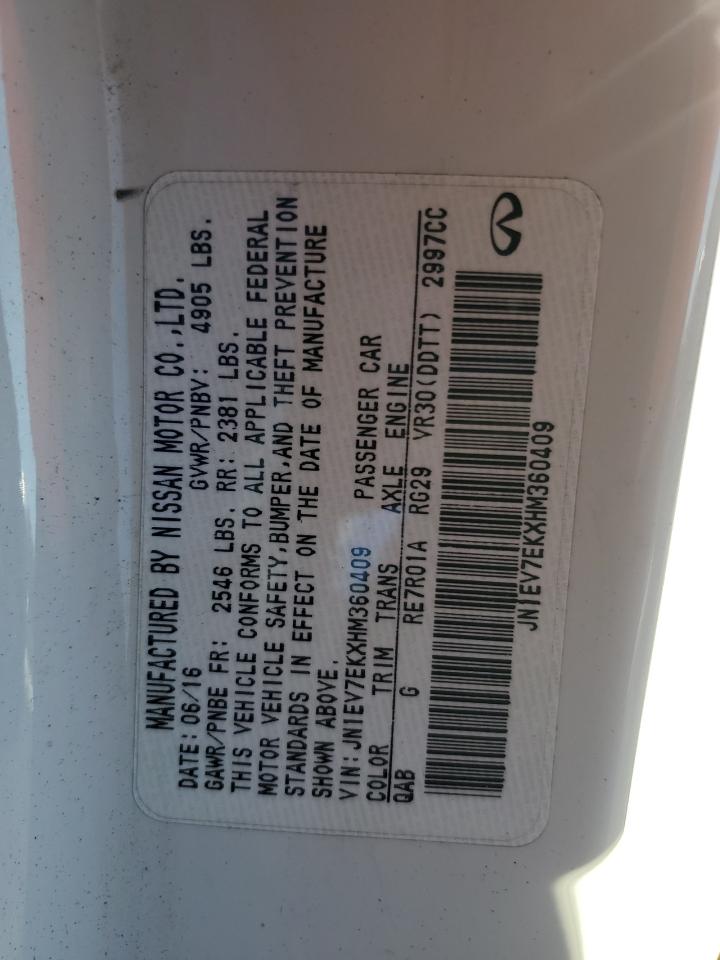 MANUFACTURED BY NISSAN MOTOR CO.,LTD.
DATE: 06/16 GVWR/PNBV: 4905 LBS.
GAWR/PNBE FR: 2546 LBS. RR: 2381 LBS.
THIS VEHICLE CONFORMS TO ALL APPLICABLE FEDERAL
MOTOR VEHICLE SAFETY,BUMPER,AND THEFT PREVENTION
STANDARDS IN EFFECT ON THE DATE OF MANUFACTURE
SHOWN ABOVE.
VIN:JN1EV7EKXHM360409 PASSENGER CAR
COLOR TRIM TRANS AXLE ENGINE
QAB G RE7R01A RG29 VR30(DDTT) 2997CC
JN1EV7EKXHM360409